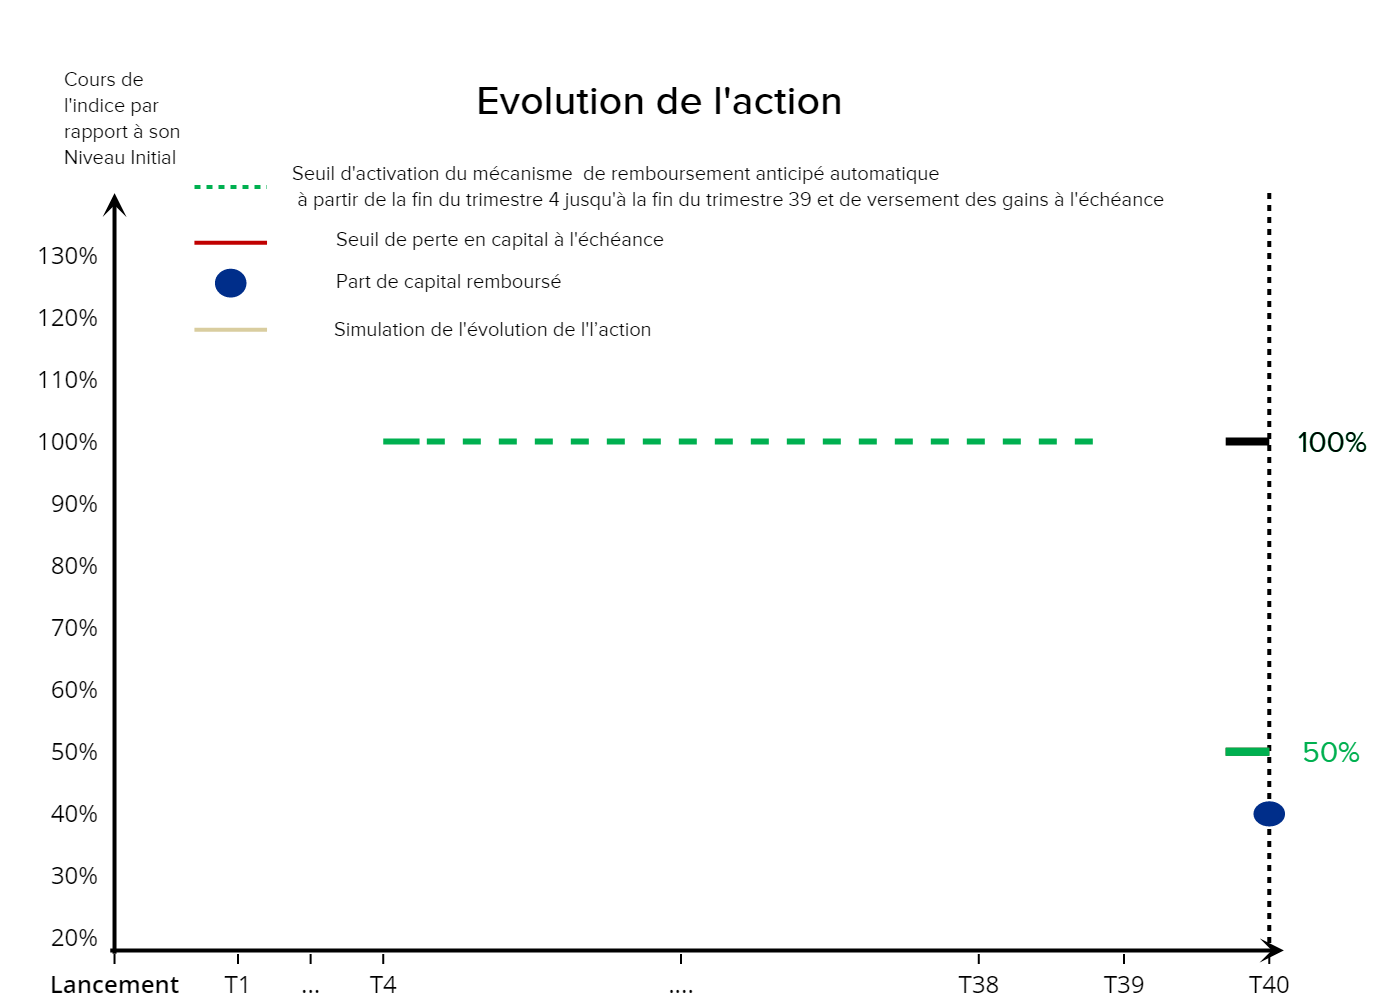 Cours de
l'indice par
rapport à son
Niveau Initial
Evolution de l'action
Seuil d'activation du mécanisme  de remboursement anticipé automatique
à partir de la fin du trimestre 4 jusqu'à la fin du trimestre 39 et de versement des gains à l'échéance
Seuil de perte en capital à l'échéance
Part de capital remboursé
Simulation de l'évolution de l'l’action
130%
120%
110%
100%
100%
90%
80%
70%
60%
50%
50%
40%
30%
20%
Lancement T1 ... T4 .... T38 T39 T40